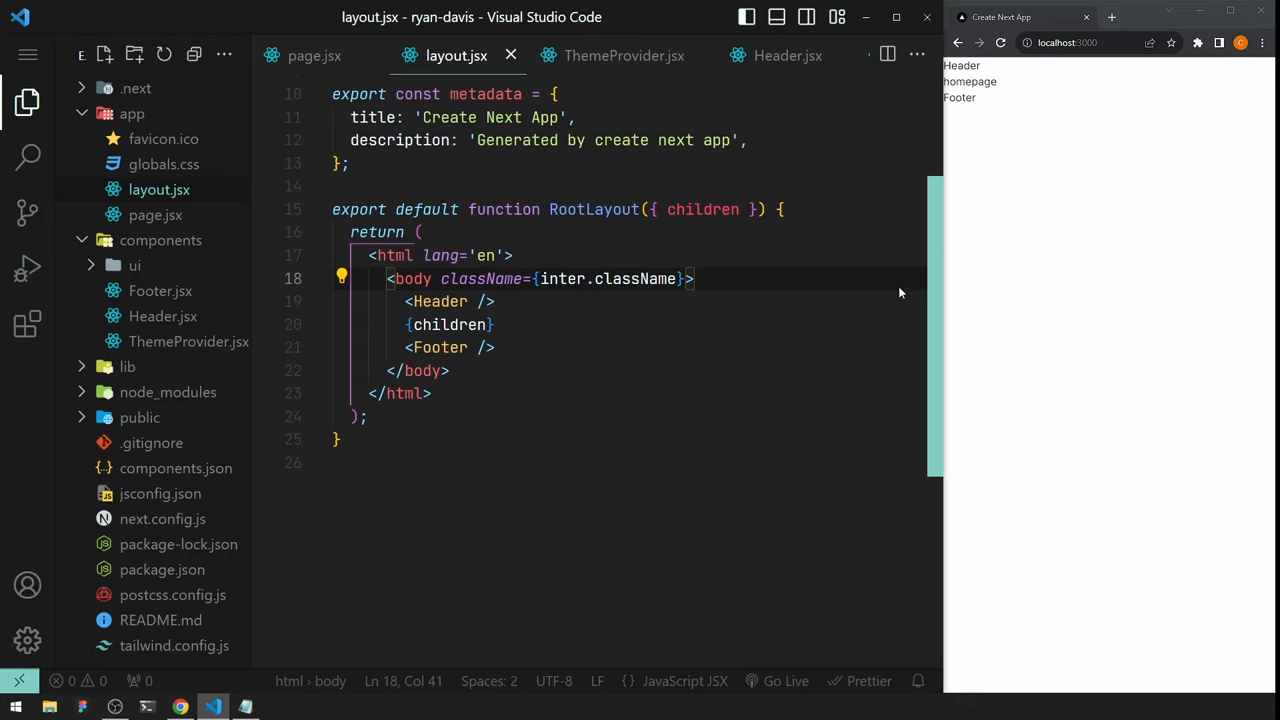 layout.jsx - ryan-davis - Visual Studio Code
E
.next
app
favicon.ico
globals.css
layout.jsx
page.jsx
components
ui
Footer.jsx
Header.jsx
ThemeProvider.jsx
lib
node_modules
public
.gitignore
components.json
jsconfig.json
next.config.js
package-lock.json
package.json
postcss.config.js
README.md
tailwind.config.js
page.jsx
layout.jsx
ThemeProvider.jsx
Header.jsx
10 export const metadata = {
11 title: 'Create Next App',
12 description: 'Generated by create next app',
13 };
14
15 export default function RootLayout({ children }) {
16 return (
17 <html lang='en'>
18 <body className={inter.className}>
19 <Header />
20 {children}
21 <Footer />
22 </body>
23 </html>
24 );
25 }
26
0 0 0
html › body
Ln 18, Col 41
Spaces: 2
UTF-8
LF
{} JavaScript JSX
Go Live
Prettier
Create Next App
localhost:3000
C
Header
homepage
Footer